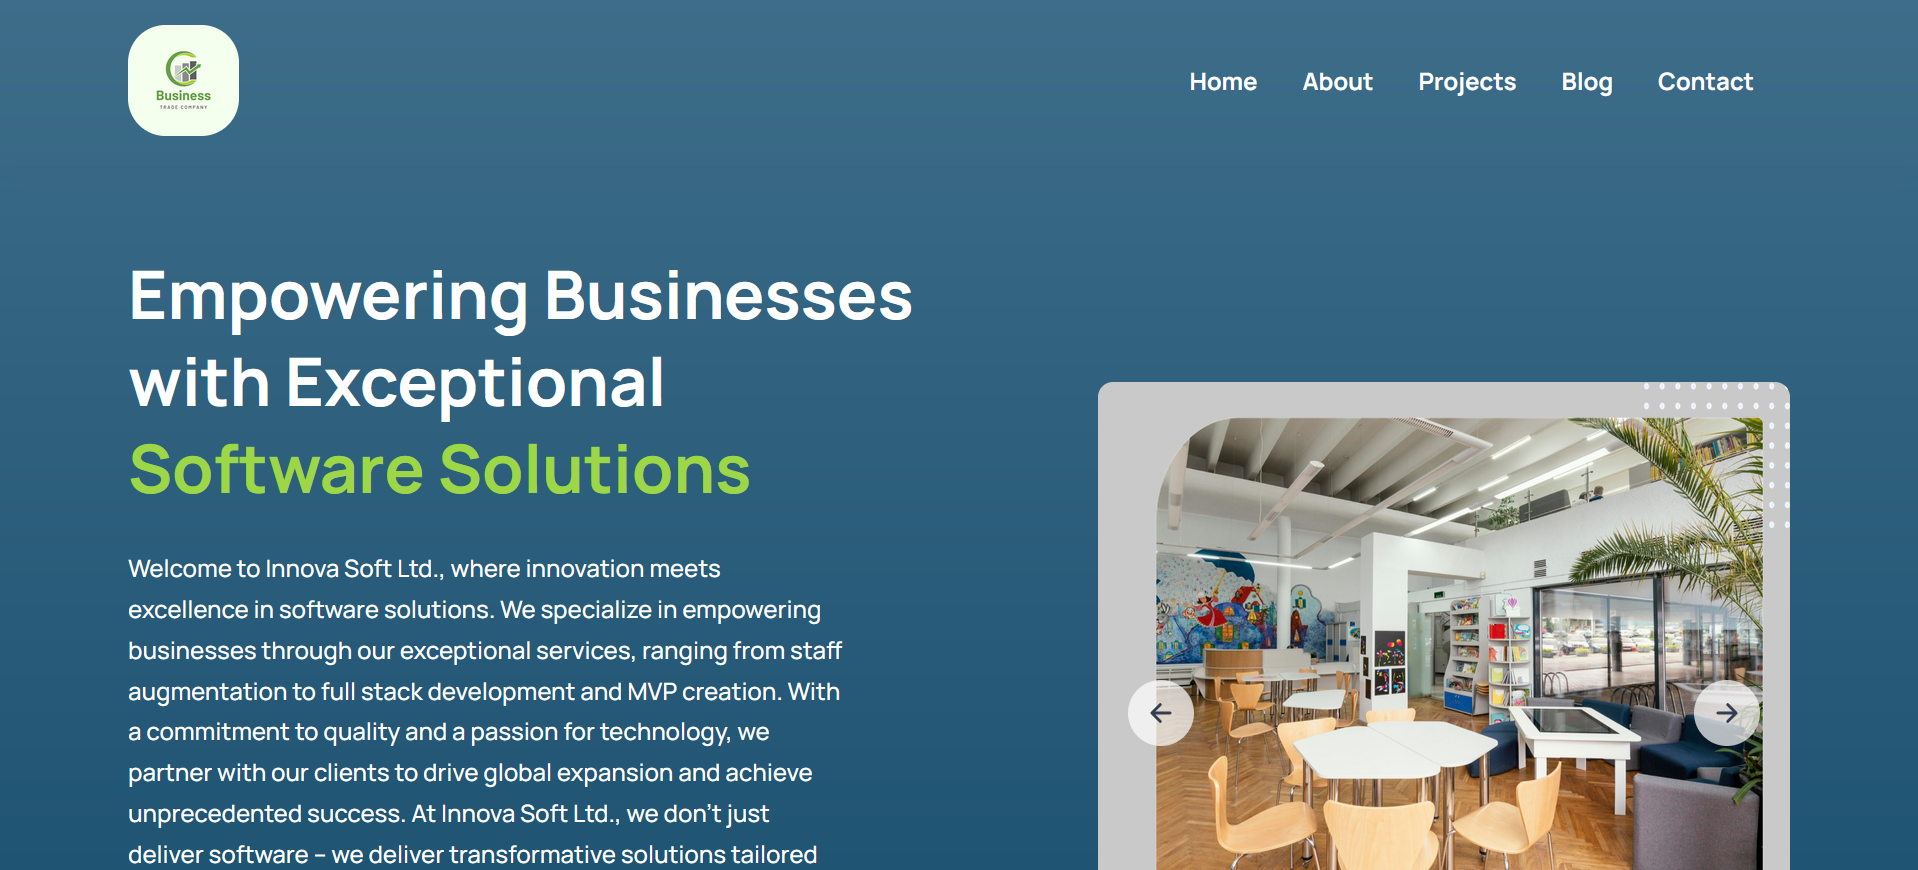 Business
TRADE COMPANY
Home About Projects Blog Contact
Empowering Businesses
with Exceptional
Software Solutions
Welcome to Innova Soft Ltd., where innovation meets
excellence in software solutions. We specialize in empowering
businesses through our exceptional services, ranging from staff
augmentation to full stack development and MVP creation. With
a commitment to quality and a passion for technology, we
partner with our clients to drive global expansion and achieve
unprecedented success. At Innova Soft Ltd., we don’t just
deliver software – we deliver transformative solutions tailored